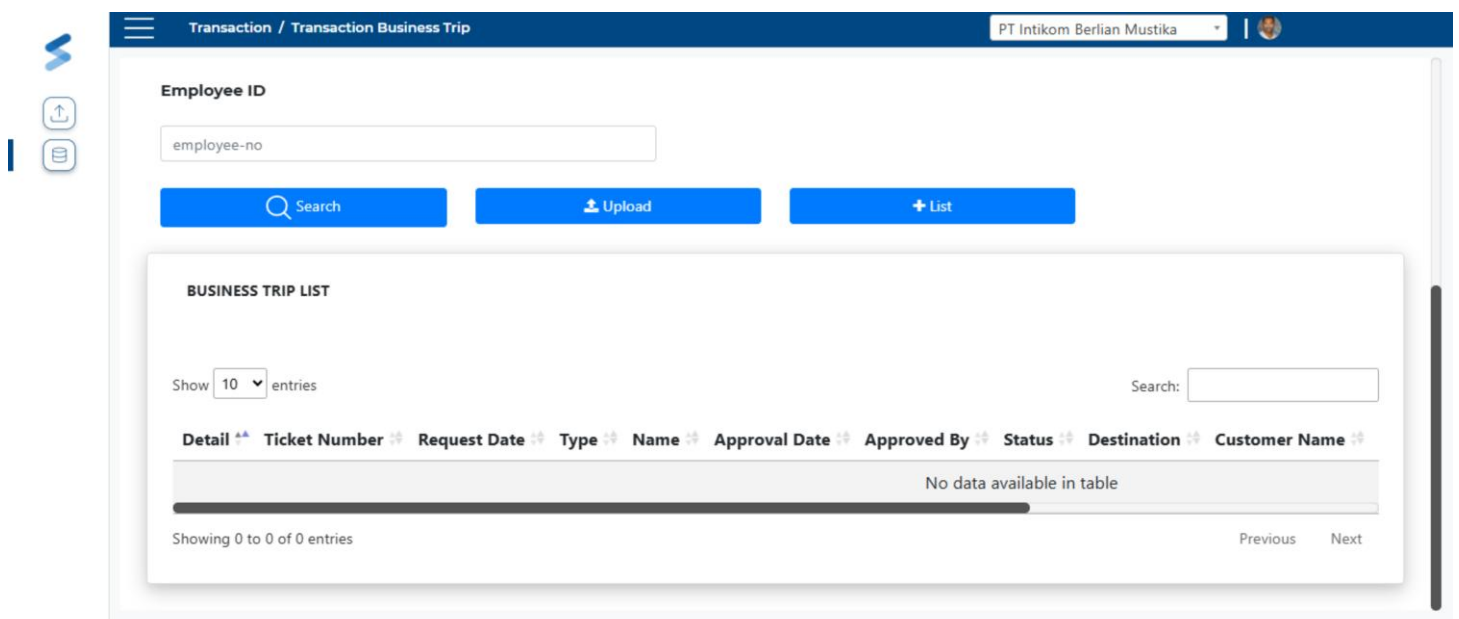 Transaction / Transaction Business Trip PT Intikom Berlian Mustika
Employee ID
employee-no
Search Upload List
BUSINESS TRIP LIST
Show 10 entries Search:
Detail Ticket Number Request Date Type Name Approval Date Approved By Status Destination Customer Name
No data available in table
Showing 0 to 0 of 0 entries Previous Next